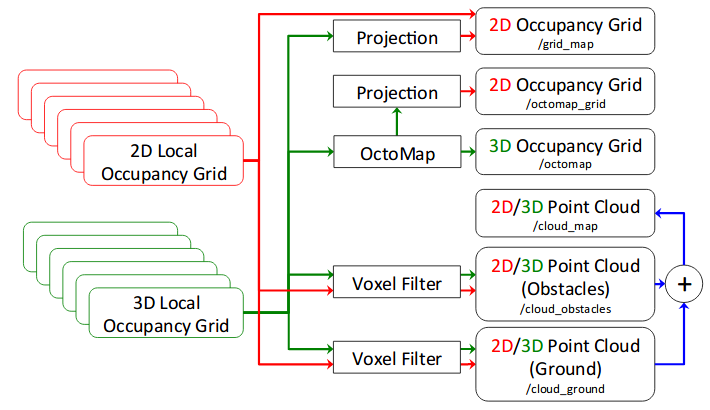 Projection
2D Occupancy Grid
/grid_map
Projection
2D Occupancy Grid
/octomap_grid
2D Local
Occupancy Grid
OctoMap
3D Occupancy Grid
/octomap
2D/3D Point Cloud
/cloud_map
3D Local
Occupancy Grid
Voxel Filter
2D/3D Point Cloud
(Obstacles)
/cloud_obstacles
+
Voxel Filter
2D/3D Point Cloud
(Ground)
/cloud_ground